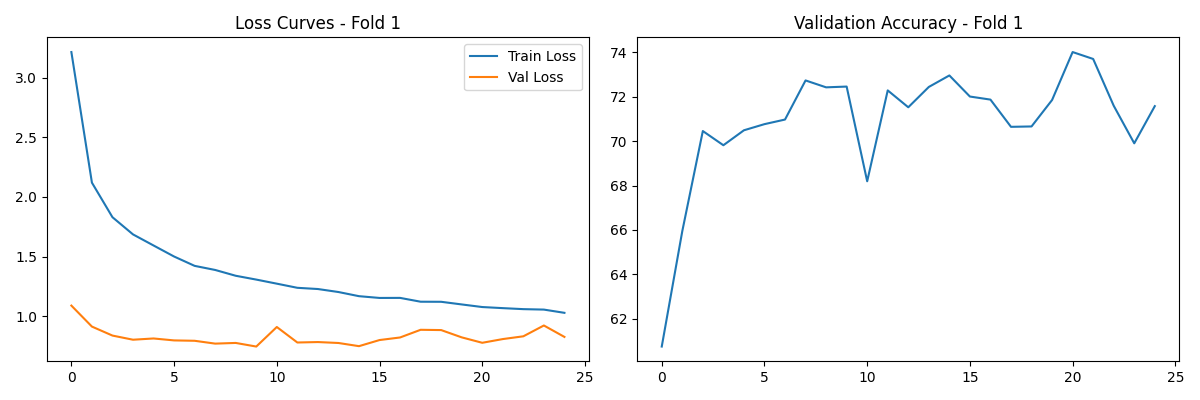 Loss Curves - Fold 1
Train Loss
Val Loss
3.0
2.5
2.0
1.5
1.0
0 5 10 15 20 25
Validation Accuracy - Fold 1
74
72
70
68
66
64
62
0 5 10 15 20 25